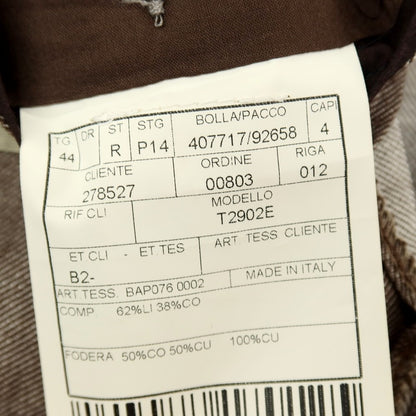 TG DR ST STG BOLLA/PACCO CAPI
44 R P14 407717/92658 4
CLIENTE ORDINE RIGA
278527 00803 012
RIF CLI MODELLO
T2902E
ET CLI - ET TES ART TESS CLIENTE
B2-
ART TESS. BAP076 0002 MADE IN ITALY
COMP 62%LI 38%CO
FODERA 50%CO 50%CU 100%CU